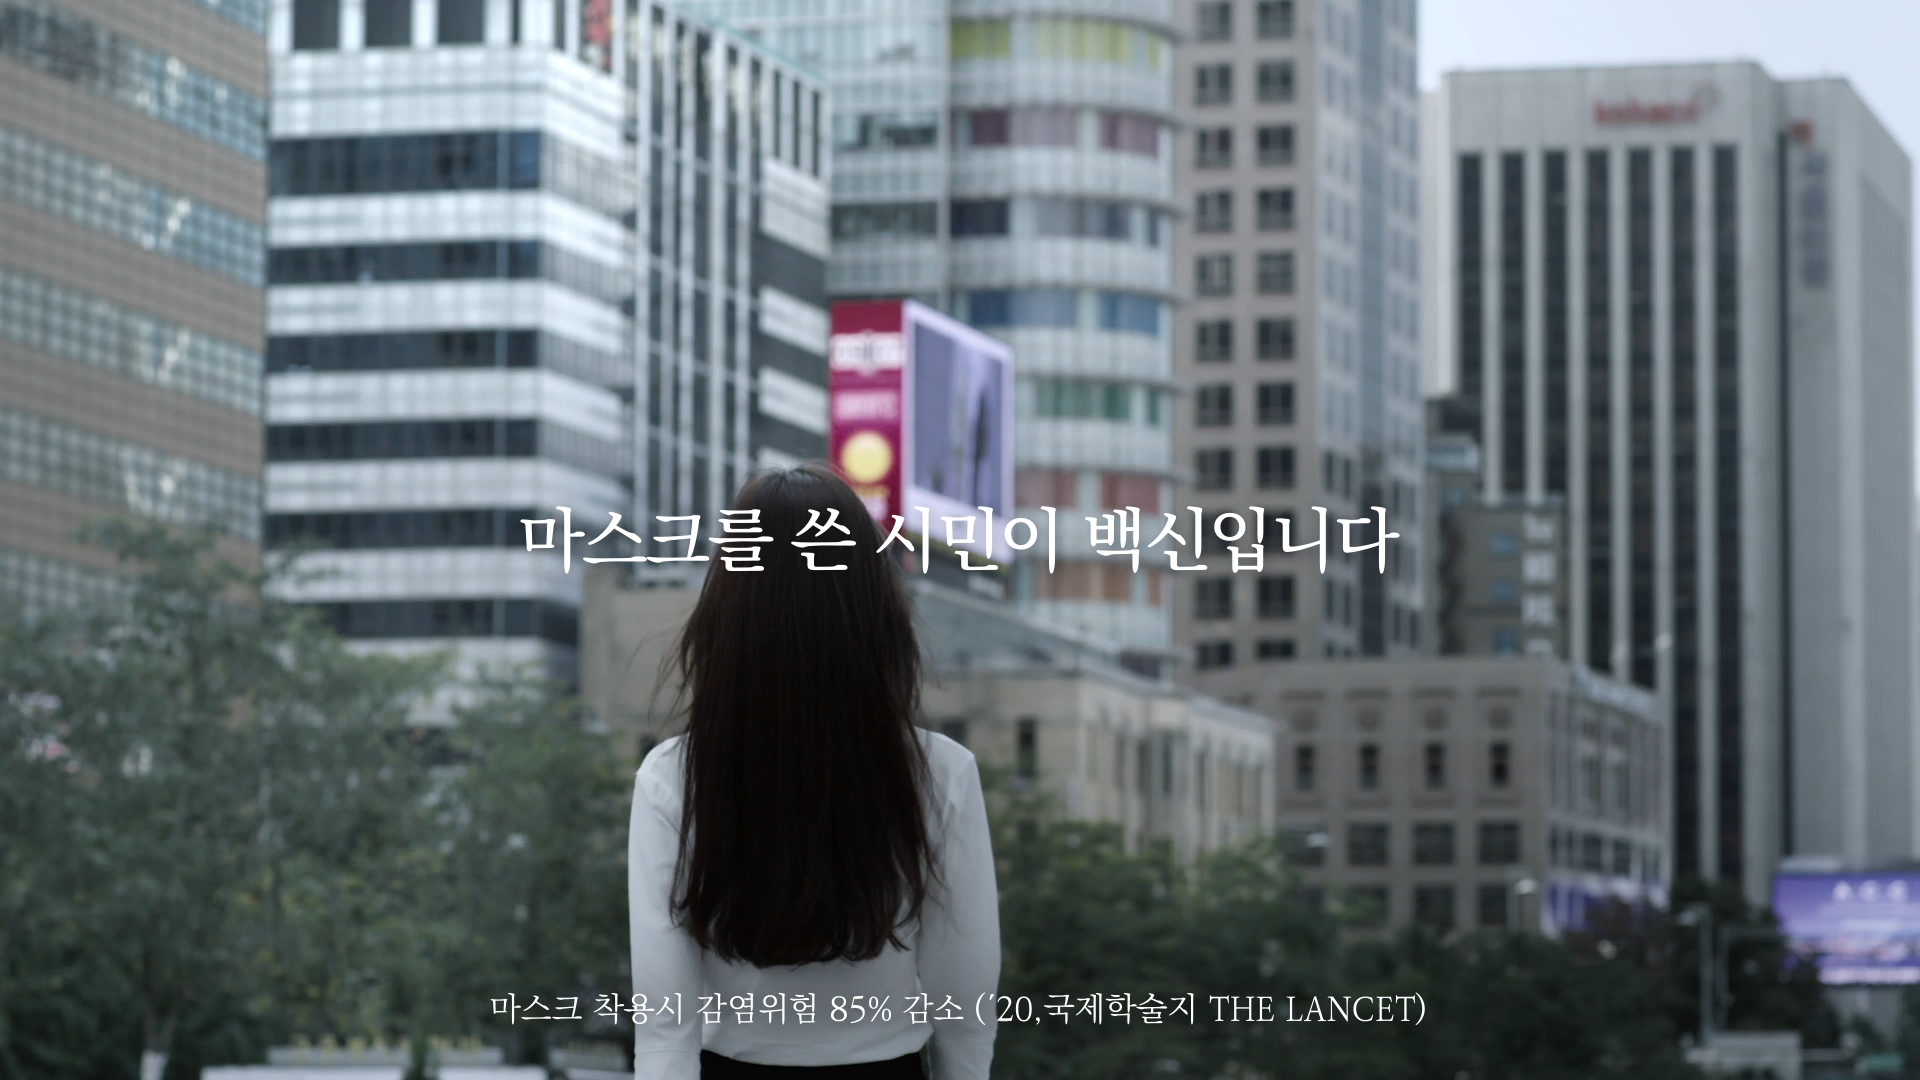 마스크를 쓴 시민이 백신입니다
마스크 착용시 감염위험 85% 감소 (´20,국제학술지 THE LANCET)